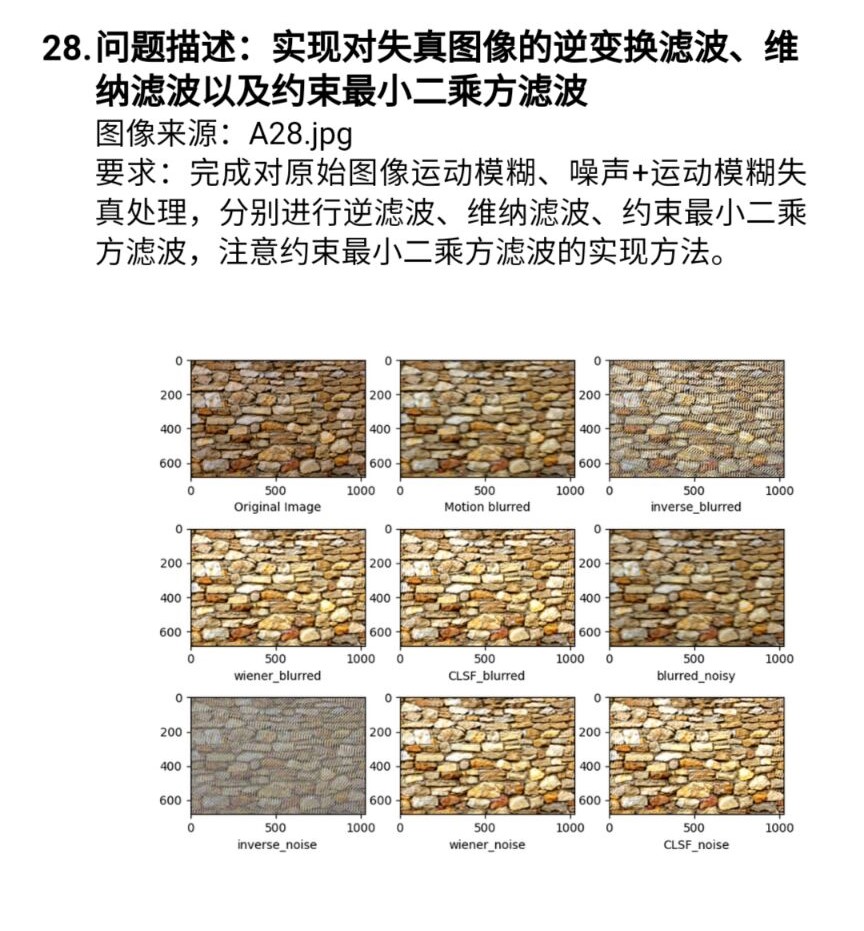 28.问题描述：实现对失真图像的逆变换滤波、维
纳滤波以及约束最小二乘方滤波
图像来源：A28.jpg
要求：完成对原始图像运动模糊、噪声+运动模糊失
真处理，分别进行逆滤波、维纳滤波、约束最小二乘
方滤波，注意约束最小二乘方滤波的实现方法。
0 0 0
200 200 200
400 400 400
600 600 600
0 500 1000 0 500 1000 0 500 1000
Original Image Motion blurred inverse_blurred
0 0 0
200 200 200
400 400 400
600 600 600
0 500 1000 0 500 1000 0 500 1000
wiener_blurred CLSF_blurred blurred_noisy
0 0 0
200 200 200
400 400 400
600 600 600
0 500 1000 0 500 1000 0 500 1000
inverse_noise wiener_noise CLSF_noise